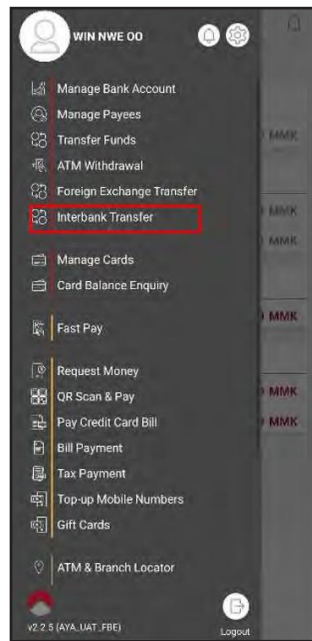 WIN NWE OO
Manage Bank Account
Manage Payees
Transfer Funds
MMK
ATM Withdrawal
Foreign Exchange Transfer
Interbank Transfer
MMK
MMK
Manage Cards
Card Balance Enquiry
Fast Pay
MMK
Request Money
QR Scan & Pay
MMK
Pay Credit Card Bill
MMK
Bill Payment
Tax Payment
Top-up Mobile Numbers
Gift Cards
ATM & Branch Locator
v2.2.5 (AYA_UAT_FBE)
Logout